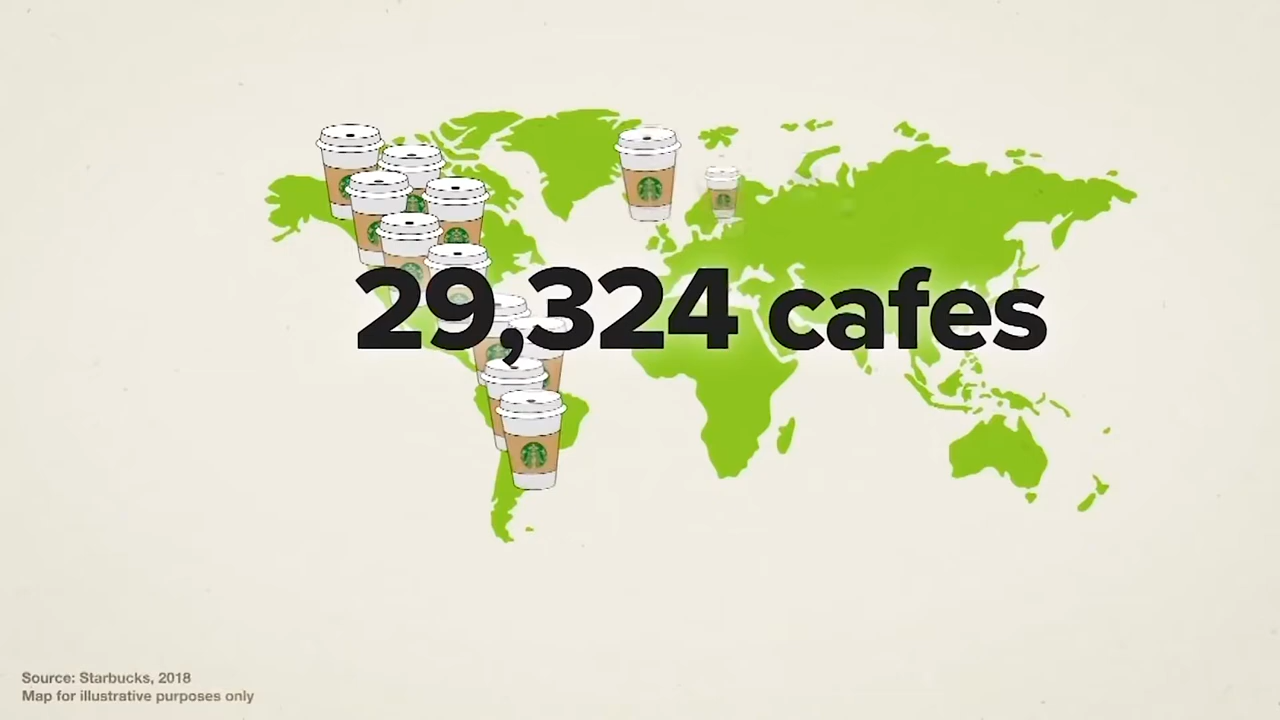 29,324 cafes
Source: Starbucks, 2018
Map for illustrative purposes only